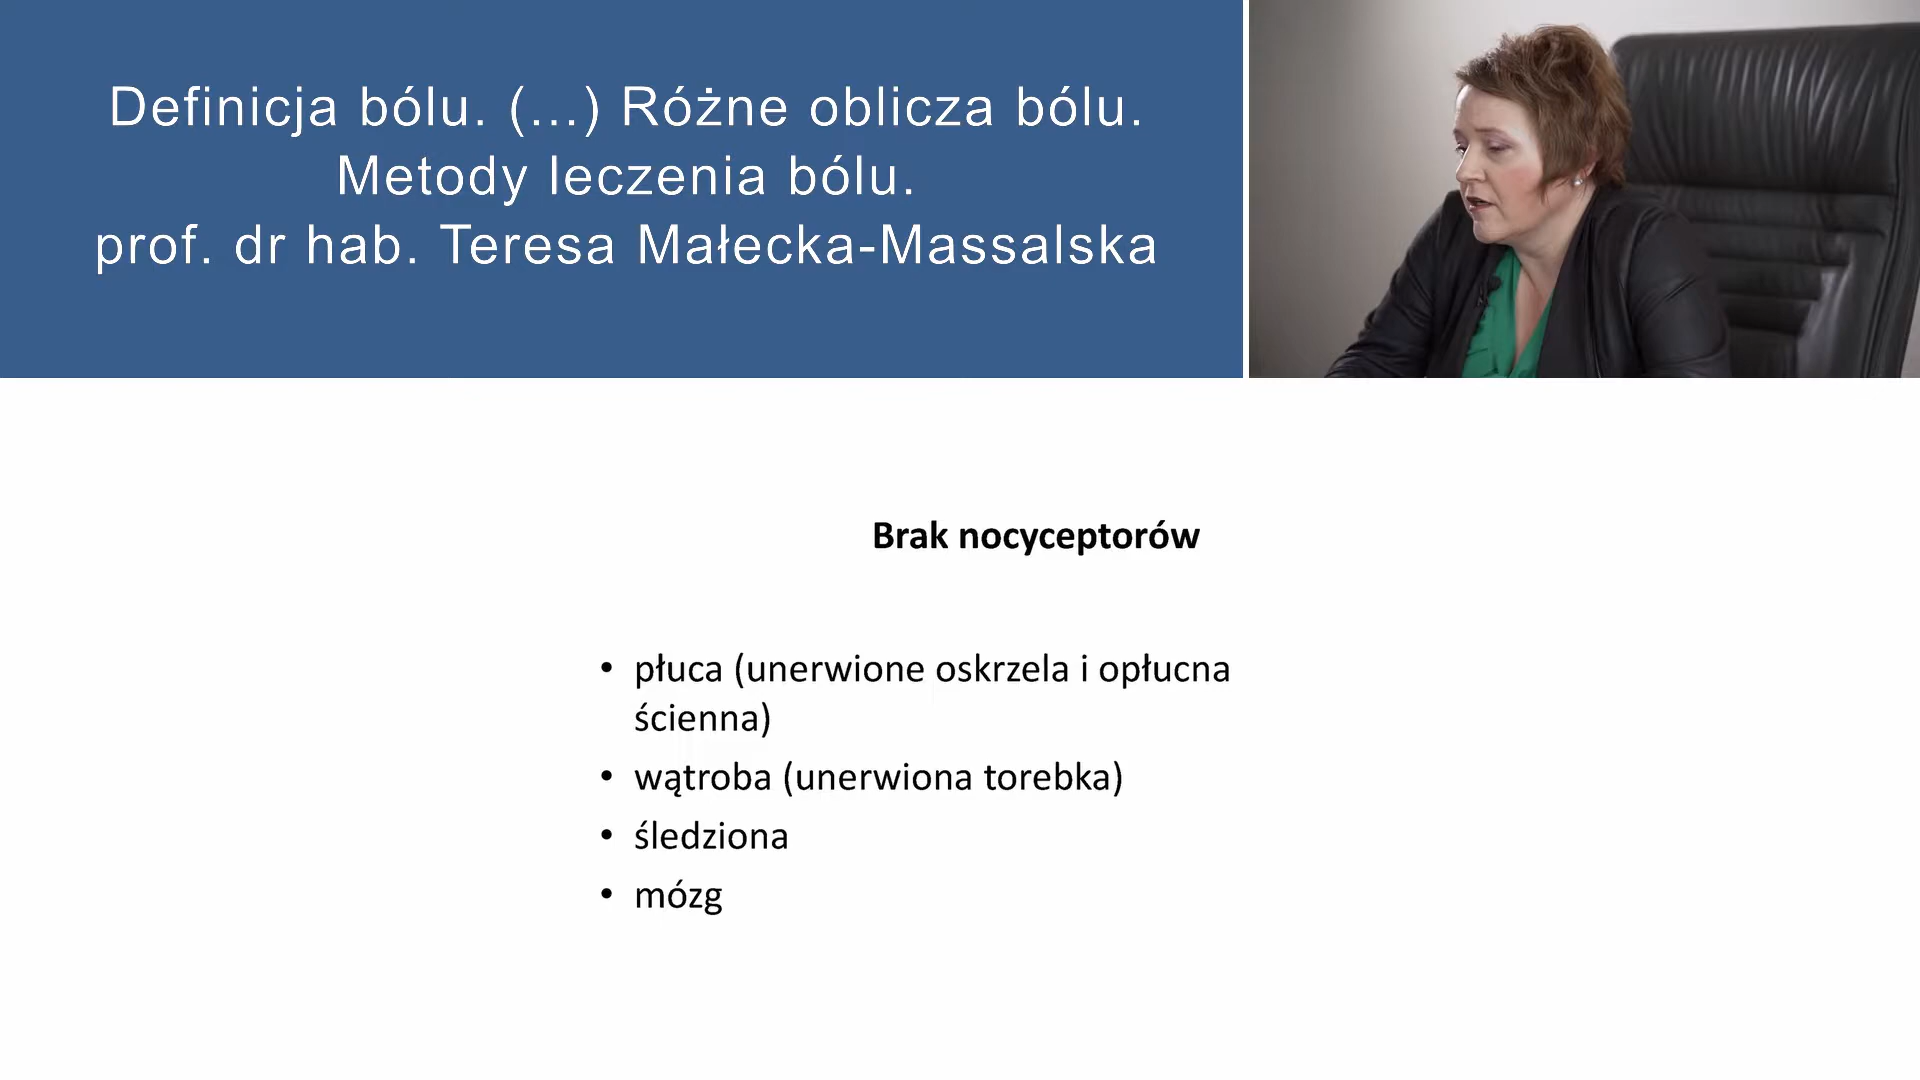 Definicja bólu. (...) Różne oblicza bólu.
Metody leczenia bólu.
prof. dr hab. Teresa Małecka-Massalska
Brak nocyceptorów
• płuca (unerwione oskrzela i opłucna
ścienna)
• wątroba (unerwiona torebka)
• śledziona
• mózg